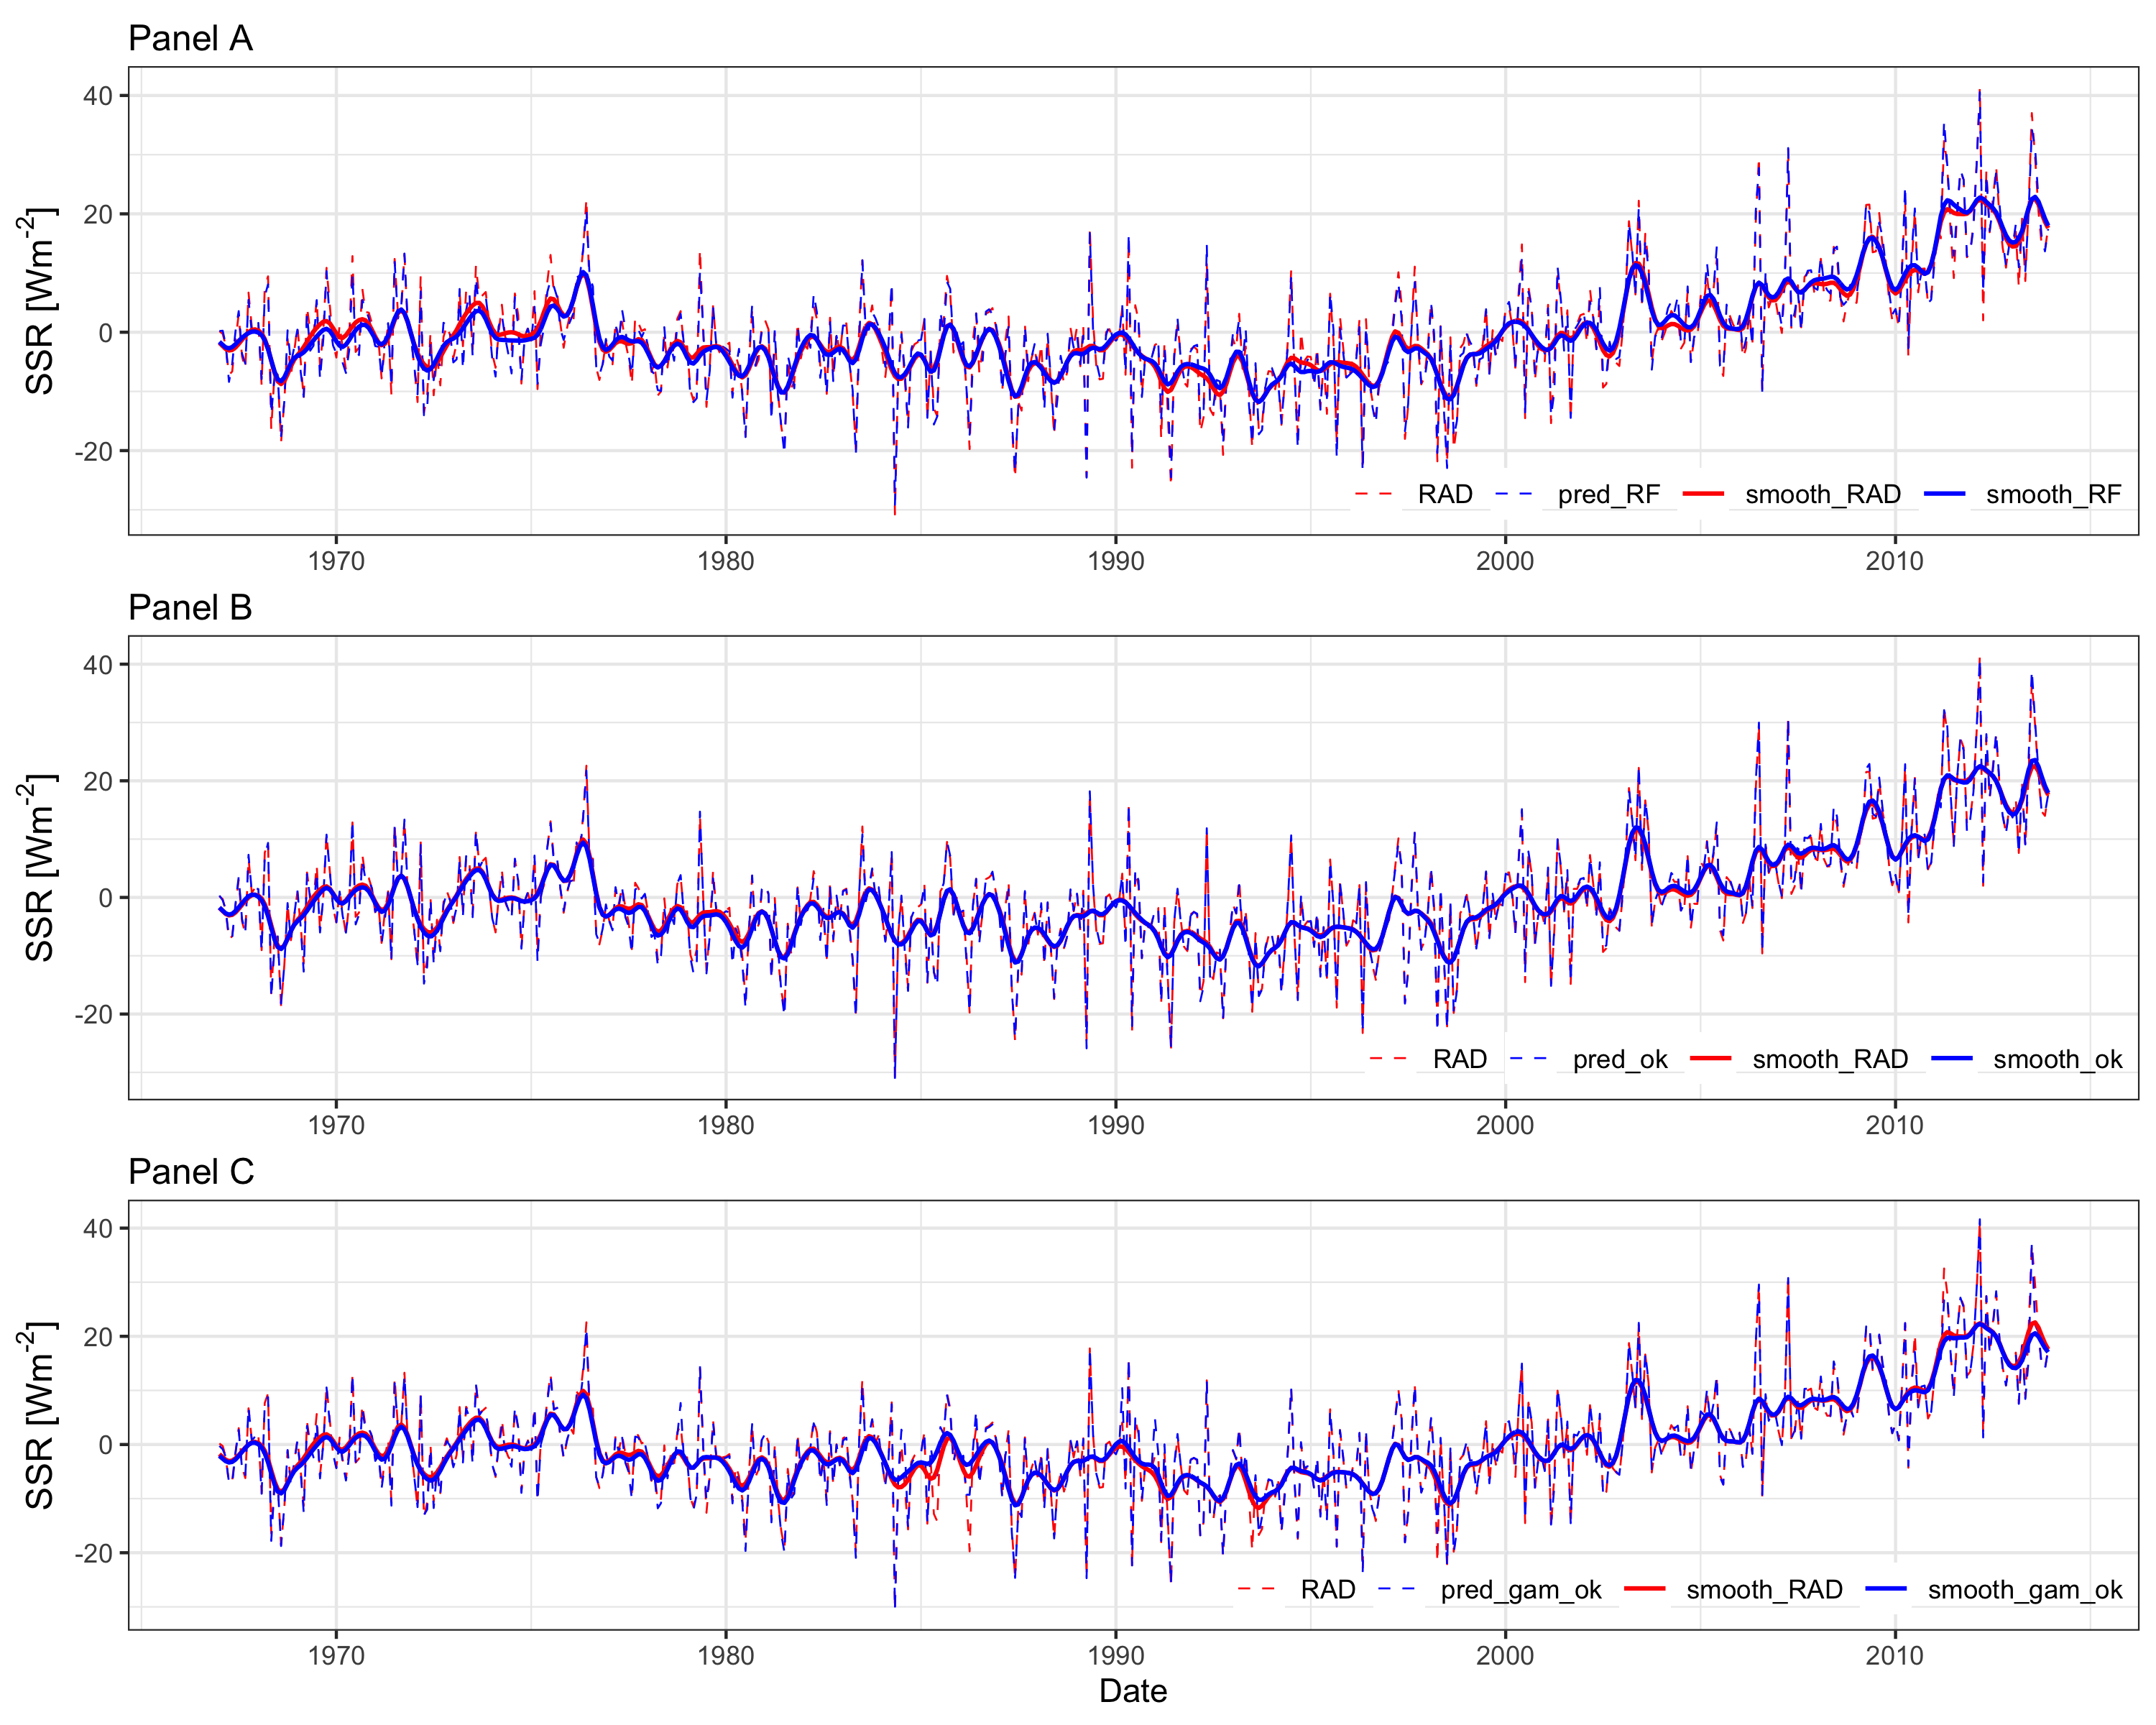 Panel A
SSR [Wm-2]
40
20
0
-20
RAD pred_RF smooth_RAD smooth_RF
1970 1980 1990 2000 2010
Panel B
SSR [Wm-2]
40
20
0
-20
RAD pred_ok smooth_RAD smooth_ok
1970 1980 1990 2000 2010
Panel C
SSR [Wm-2]
40
20
0
-20
RAD pred_gam_ok smooth_RAD smooth_gam_ok
1970 1980 1990 2000 2010
Date